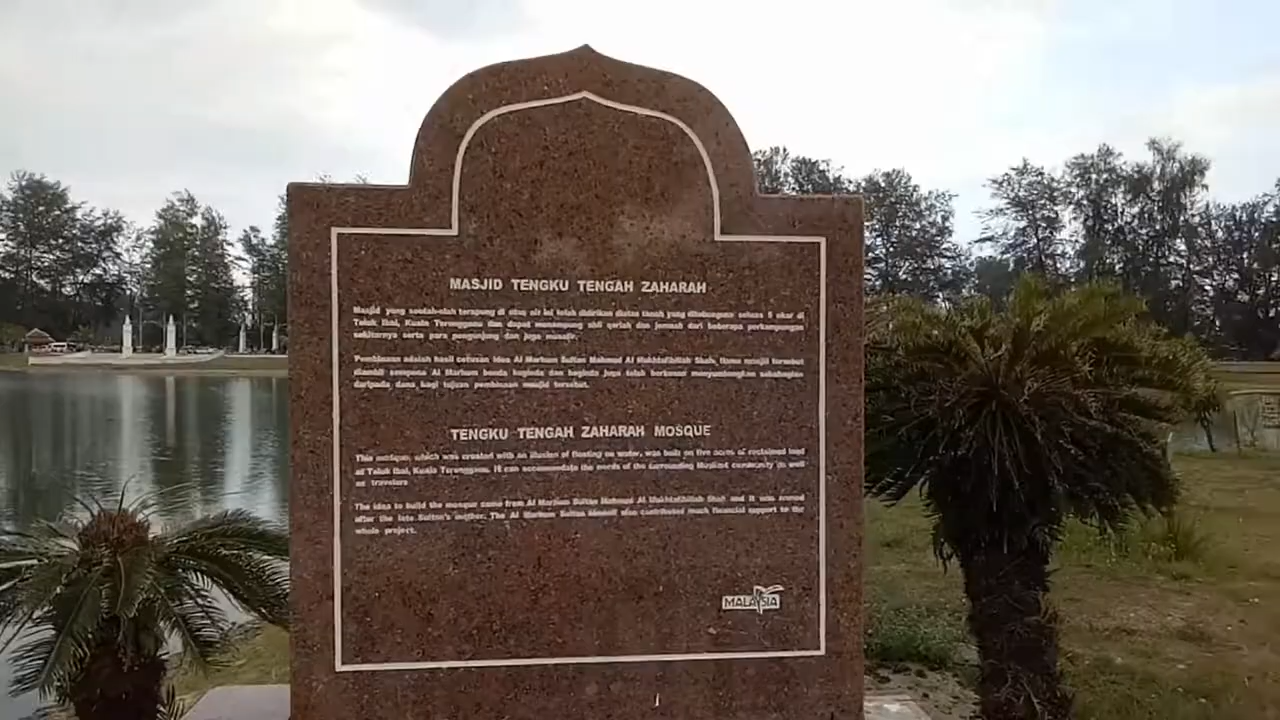 MASJID TENGKU TENGAH ZAHARAH
Masjid yang seolah-olah terapung di atas air ini telah didirikan diatas tanah yang ditebusguna seluas 5 ekar di
Teluk Ibai, Kuala Terengganu dan dapat menampung ahli qariah dan jemaah dari beberapa perkampungan
sekitarnya serta para pengunjung dan juga musafir.
Pembinaan adalah hasil cetusan idea Al Marhum Sultan Mahmud Al Muktafibillah Shah. Nama masjid tersebut
diambil sempena Al Marhum bonda baginda dan baginda juga telah berkenan menyumbangkan sebahagian
daripada dana bagi tujuan pembinaan masjid tersebut.
TENGKU TENGAH ZAHARAH MOSQUE
This mosque, which was created with an illusion of floating on water, was built on five acres of reclaimed land
at Teluk Ibai, Kuala Terengganu. It can accommodate the needs of the surrounding Muslims community as well
as travelers
The idea to build the mosque came from Al Marhum Sultan Mahmud Al Muktafibillah Shah and it was named
after the late Sultan's mother. The Al Marhum Sultan himself also contributed much financial support to the
whole project.
MALAYSIA